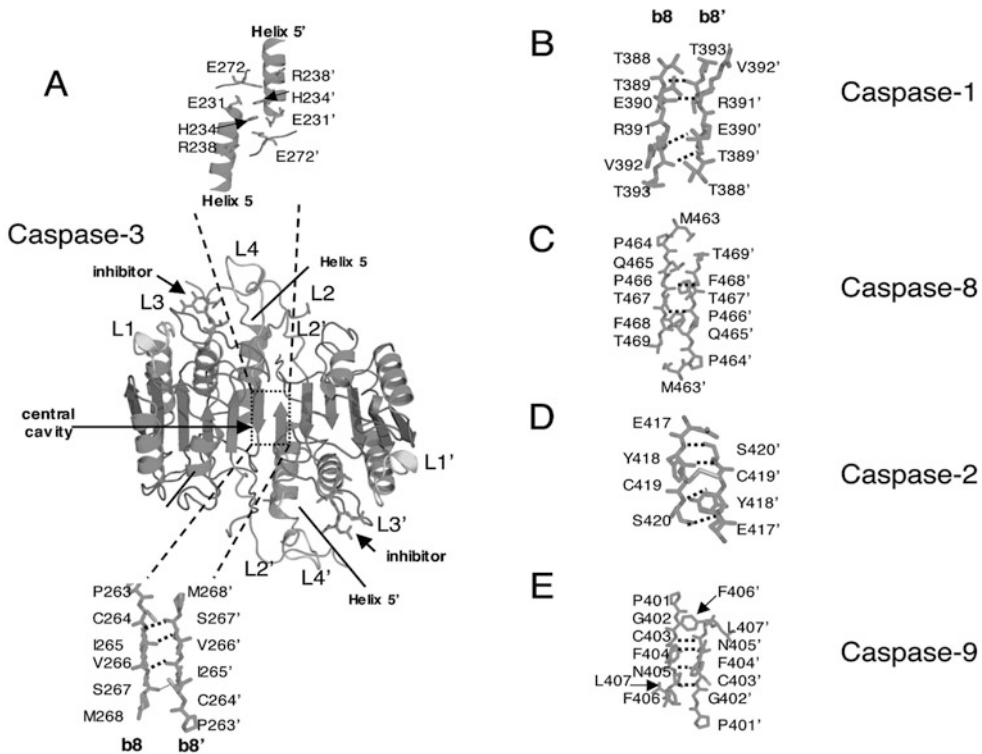 A
Helix 5'
E272
R238'
E231
H234'
H234
E231'
R238
E272'
Helix 5
Caspase-3
inhibitor
L4
Helix 5
L3
L2
L1
L2'
central
cavity
L1'
L3'
inhibitor
L2'
L4'
Helix 5'
P263
M268'
C264
S267'
I265
V266'
V266
I265'
S267
C264'
M268
P263'
b8
b8'
b8
b8'
B
T388
T393'
V392'
T389
E390
R391'
R391
E390'
V392
T389'
T393
T388'
Caspase-1
C
M463
P464
T469'
Q465
P466
F468'
T467
T467'
F468
P466'
T469
Q465'
P464'
M463'
Caspase-8
D
E417
S420'
Y418
C419'
C419
Y418'
S420
E417'
Caspase-2
E
P401
F406'
G402
L407'
C403
N405'
F404
F404'
N405
C403'
L407
F406
G402'
P401'
Caspase-9